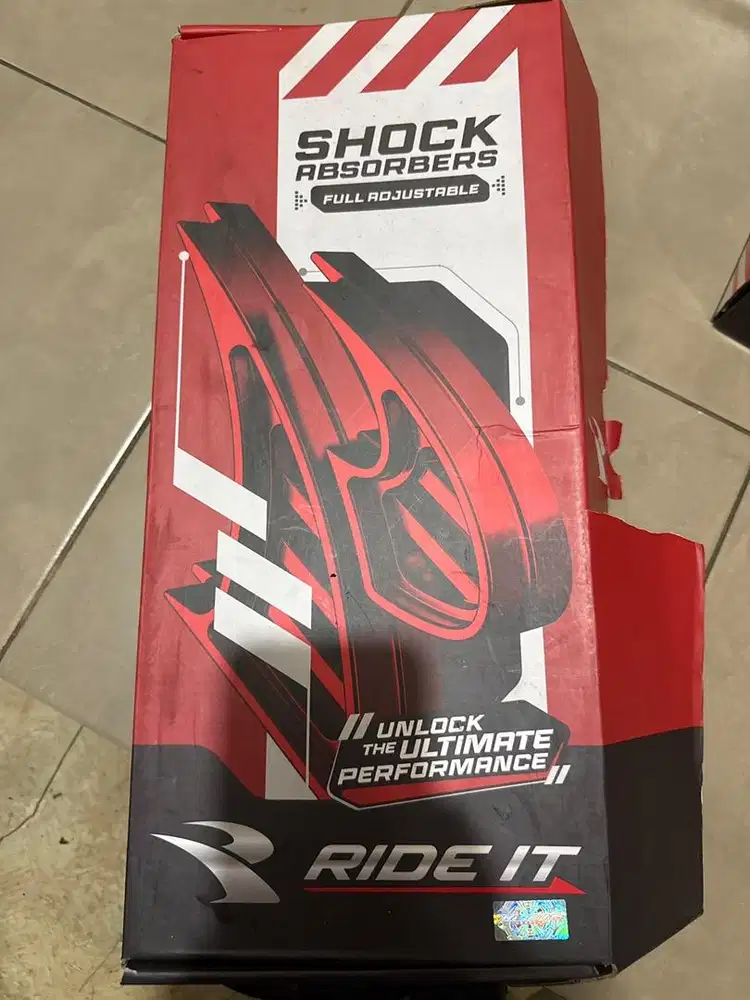 SHOCK
ABSORBERS
FULL ADJUSTABLE
UNLOCK
THE ULTIMATE
PERFORMANCE
RIDE IT